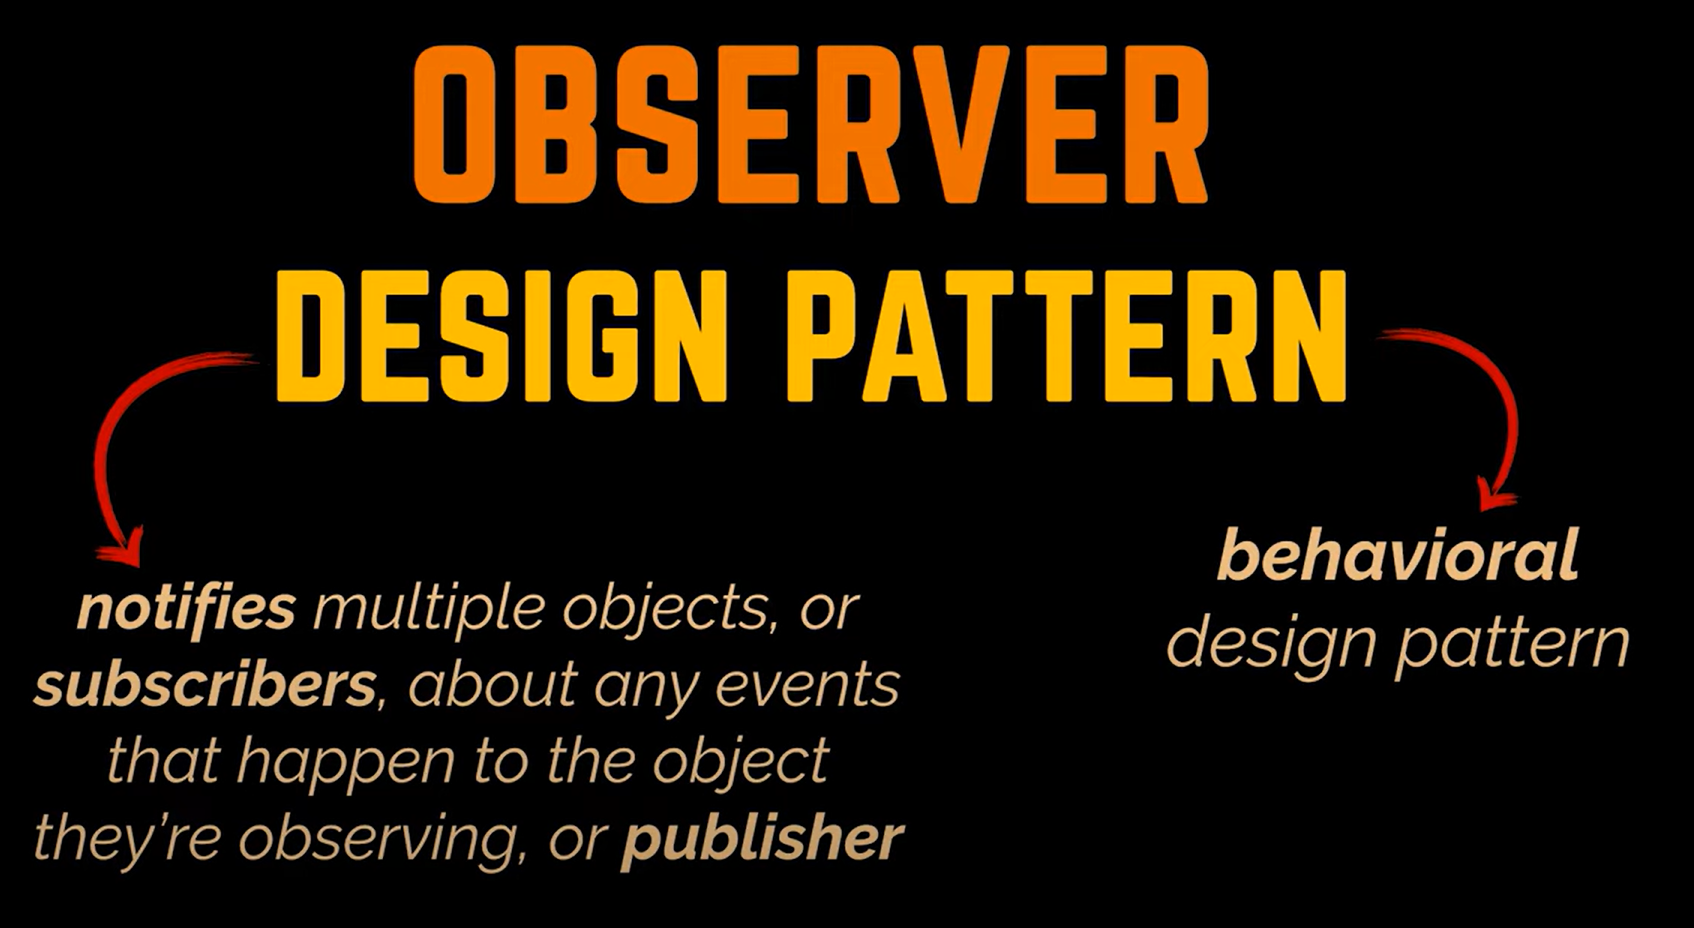 OBSERVER
DESIGN PATTERN
notifies multiple objects, or
subscribers, about any events
that happen to the object
they’re observing, or publisher
behavioral
design pattern